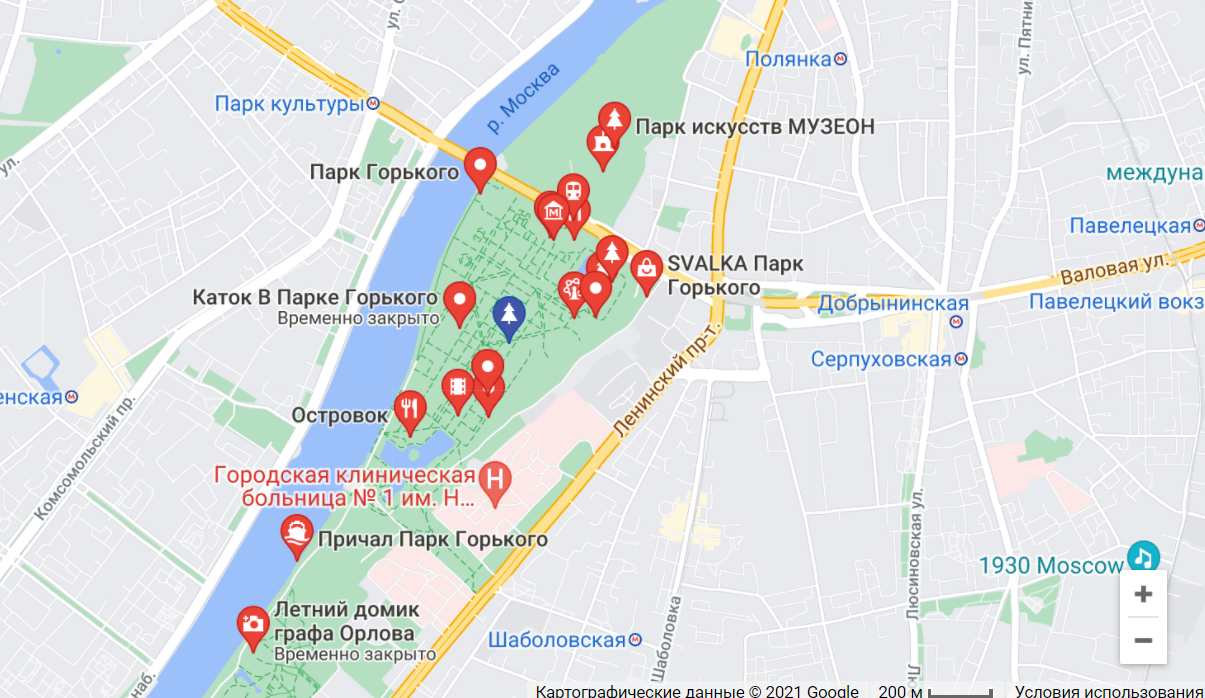 ул. Пятни
Полянка
Парк культуры
р. Москва
Парк искусств МУЗЕОН
ул.
Парк Горького
междуна
Павелецкая
SVALKA Парк
Горького
Валовая ул.
Каток В Парке Горького
Временно закрыто
Добрынинская
Павелецкий вокз
Серпуховская
Ленинский пр-т.
енская
Комсомольский пр.
Островок
Городская клиническая
больница № 1 им. Н...
Причал Парк Горького
Люсиновская ул.
1930 Moscow
Летний домик
графа Орлова
Временно закрыто
Шаболовская
Шаболовка
наб.
Картографические данные © 2021 Google
200 м
Условия использования